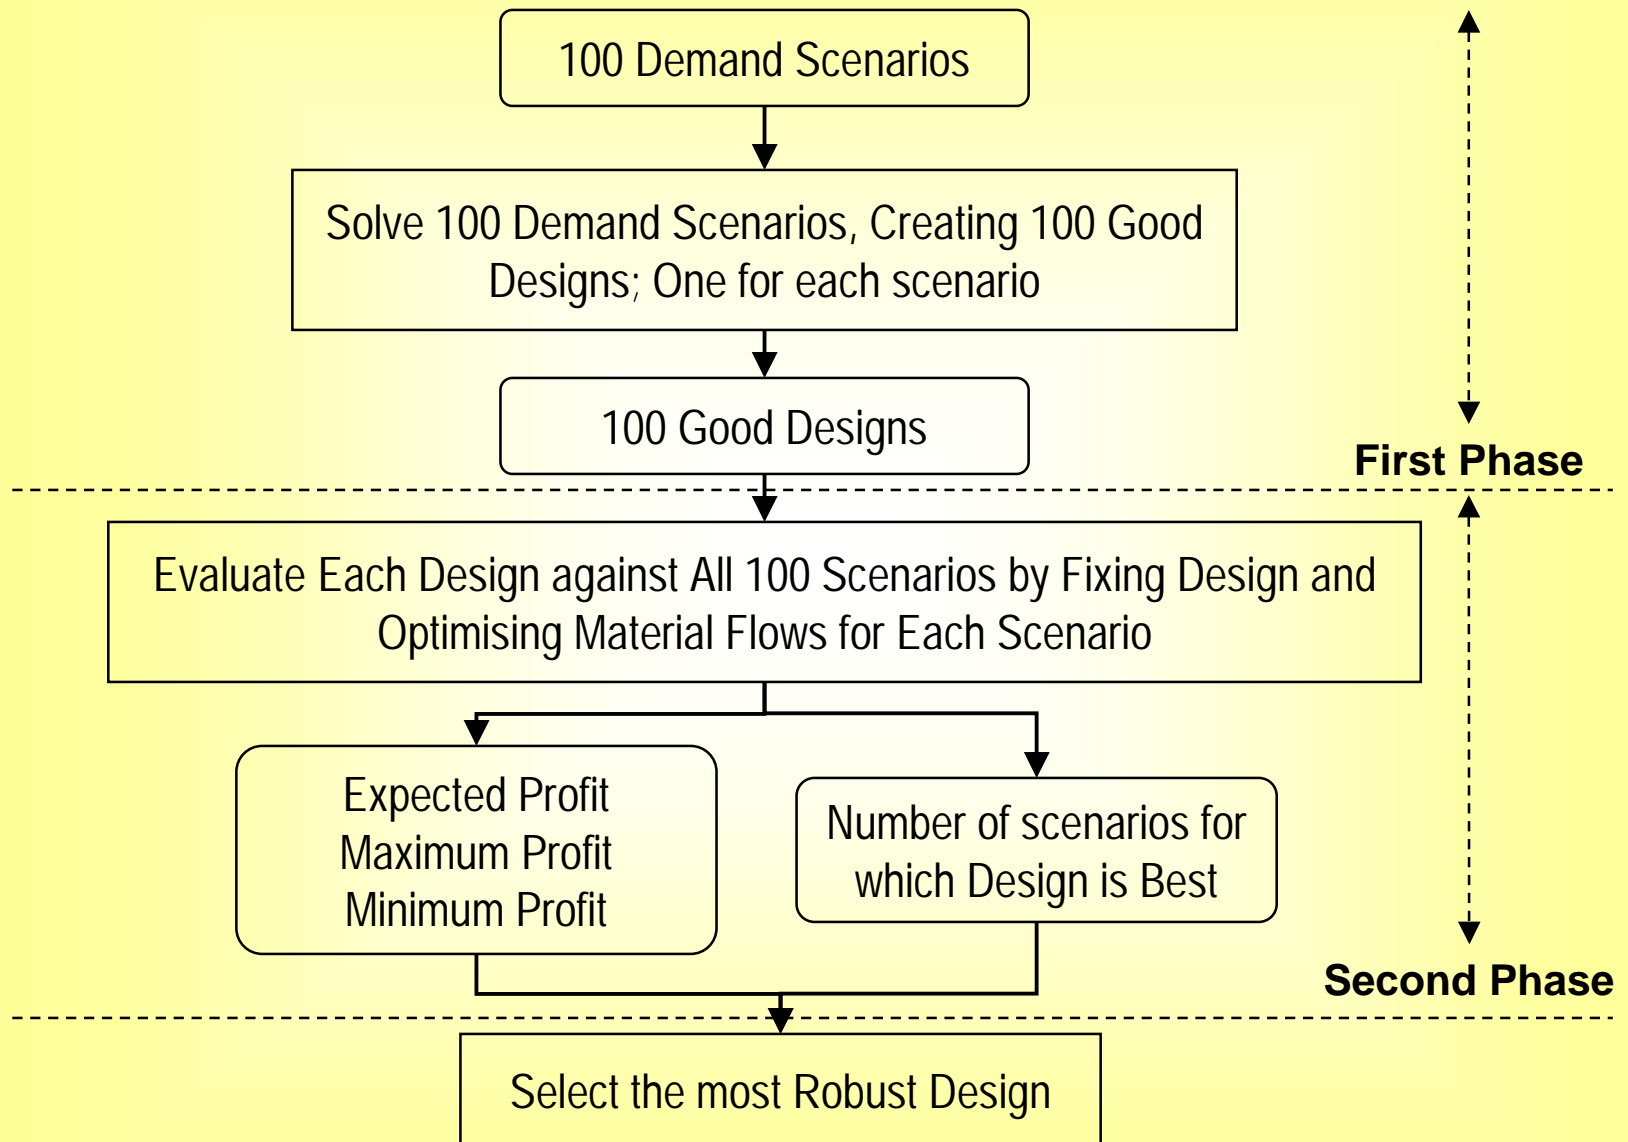 100 Demand Scenarios
Solve 100 Demand Scenarios, Creating 100 Good
Designs; One for each scenario
100 Good Designs
First Phase
Evaluate Each Design against All 100 Scenarios by Fixing Design and
Optimising Material Flows for Each Scenario
Expected Profit
Maximum Profit
Minimum Profit
Number of scenarios for
which Design is Best
Second Phase
Select the most Robust Design